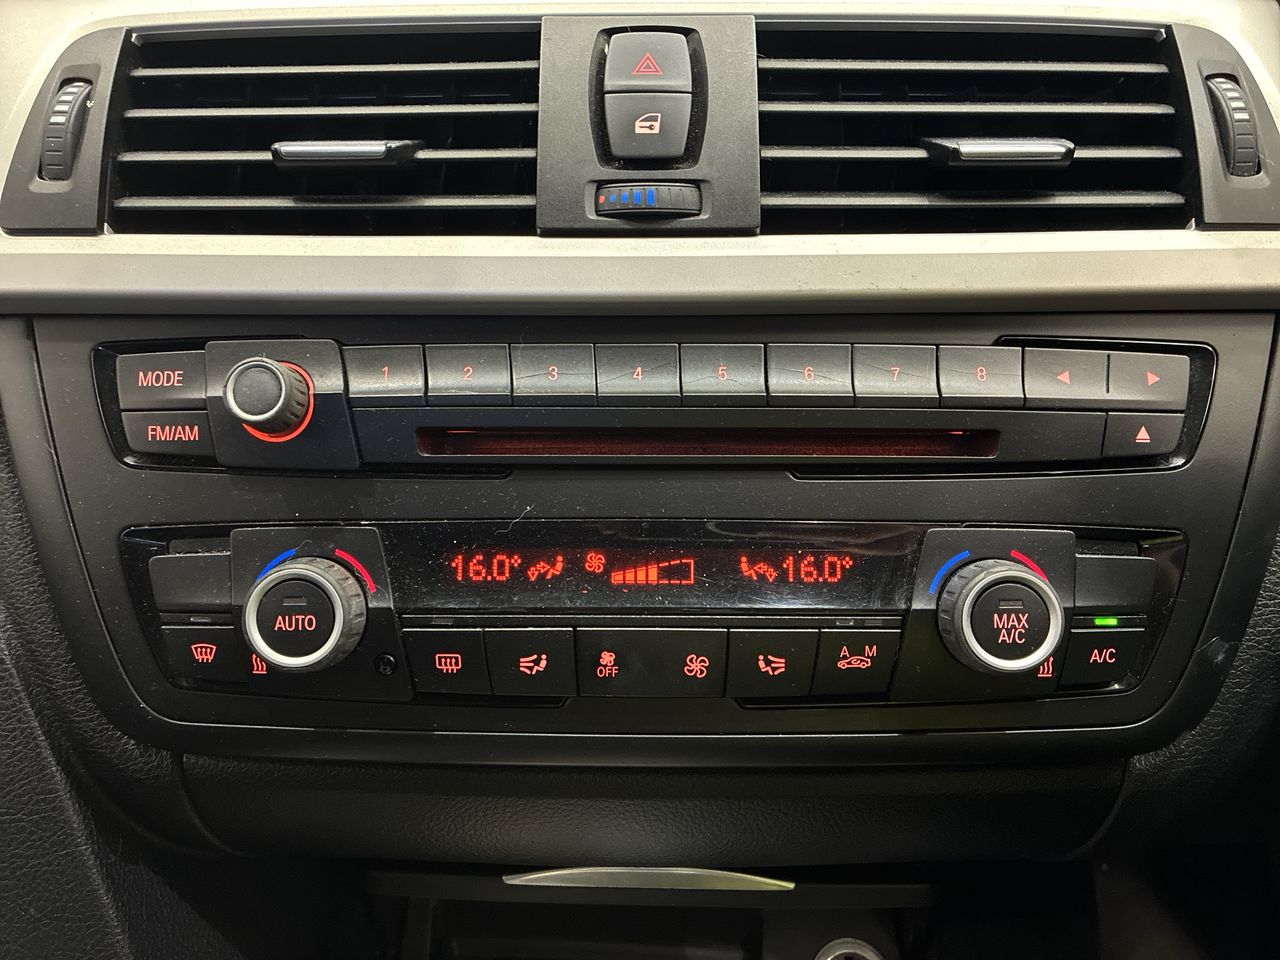 MODE
1 2 3 4 5 6 7 8
FM/AM
16.0° 16.0°
AUTO
MAX
A/C
OFF
A M
A/C